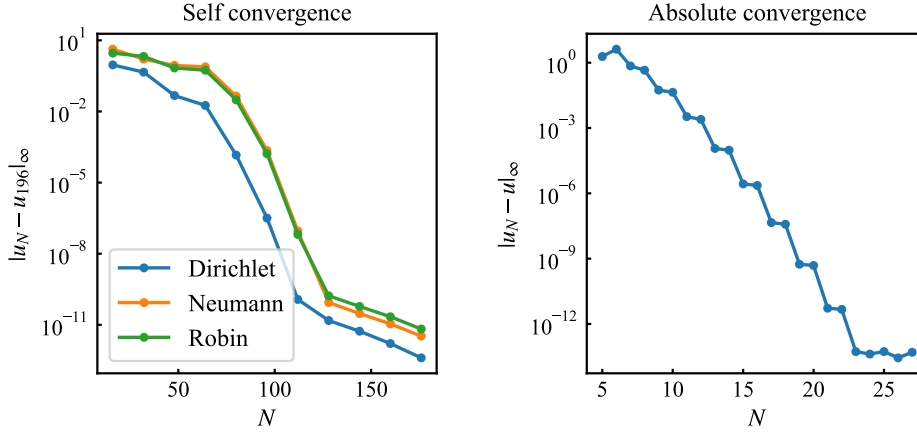 Self convergence
|u_N − u_196|_∞
10^1
10^−2
10^−5
10^−8
10^−11
Dirichlet
Neumann
Robin
50 100 150
N
Absolute convergence
|u_N − u|_∞
10^0
10^−3
10^−6
10^−9
10^−12
5 10 15 20 25
N